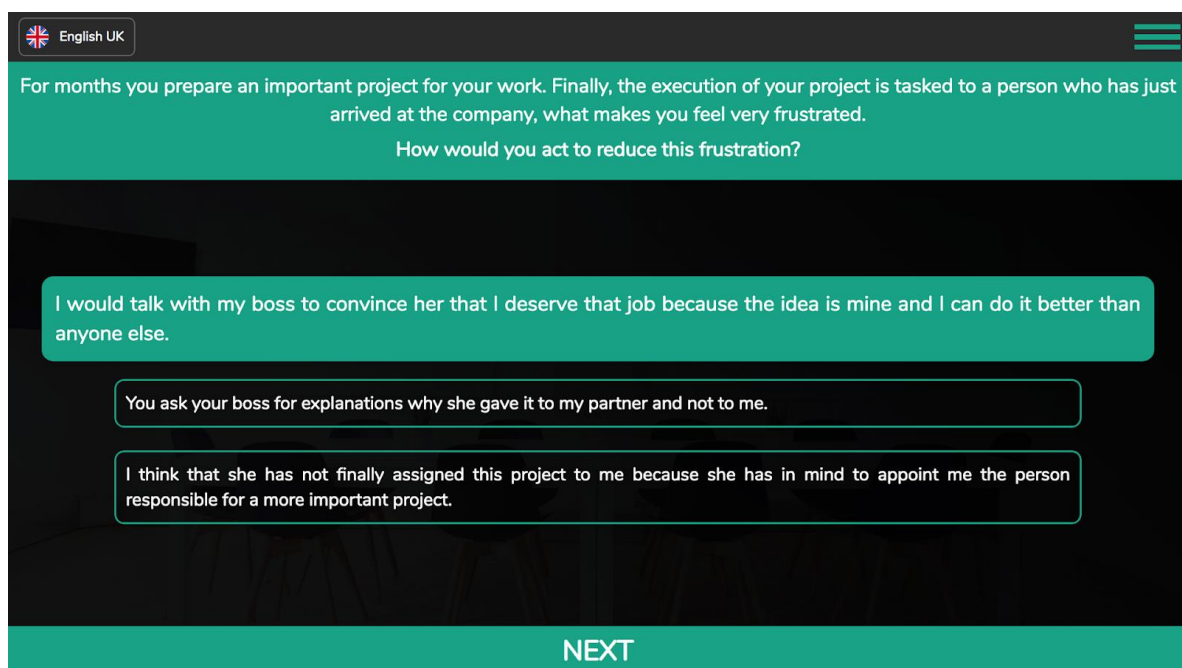 English UK
For months you prepare an important project for your work. Finally, the execution of your project is tasked to a person who has just
arrived at the company, what makes you feel very frustrated.
How would you act to reduce this frustration?
I would talk with my boss to convince her that I deserve that job because the idea is mine and I can do it better than
anyone else.
You ask your boss for explanations why she gave it to my partner and not to me.
I think that she has not finally assigned this project to me because she has in mind to appoint me the person
responsible for a more important project.
NEXT